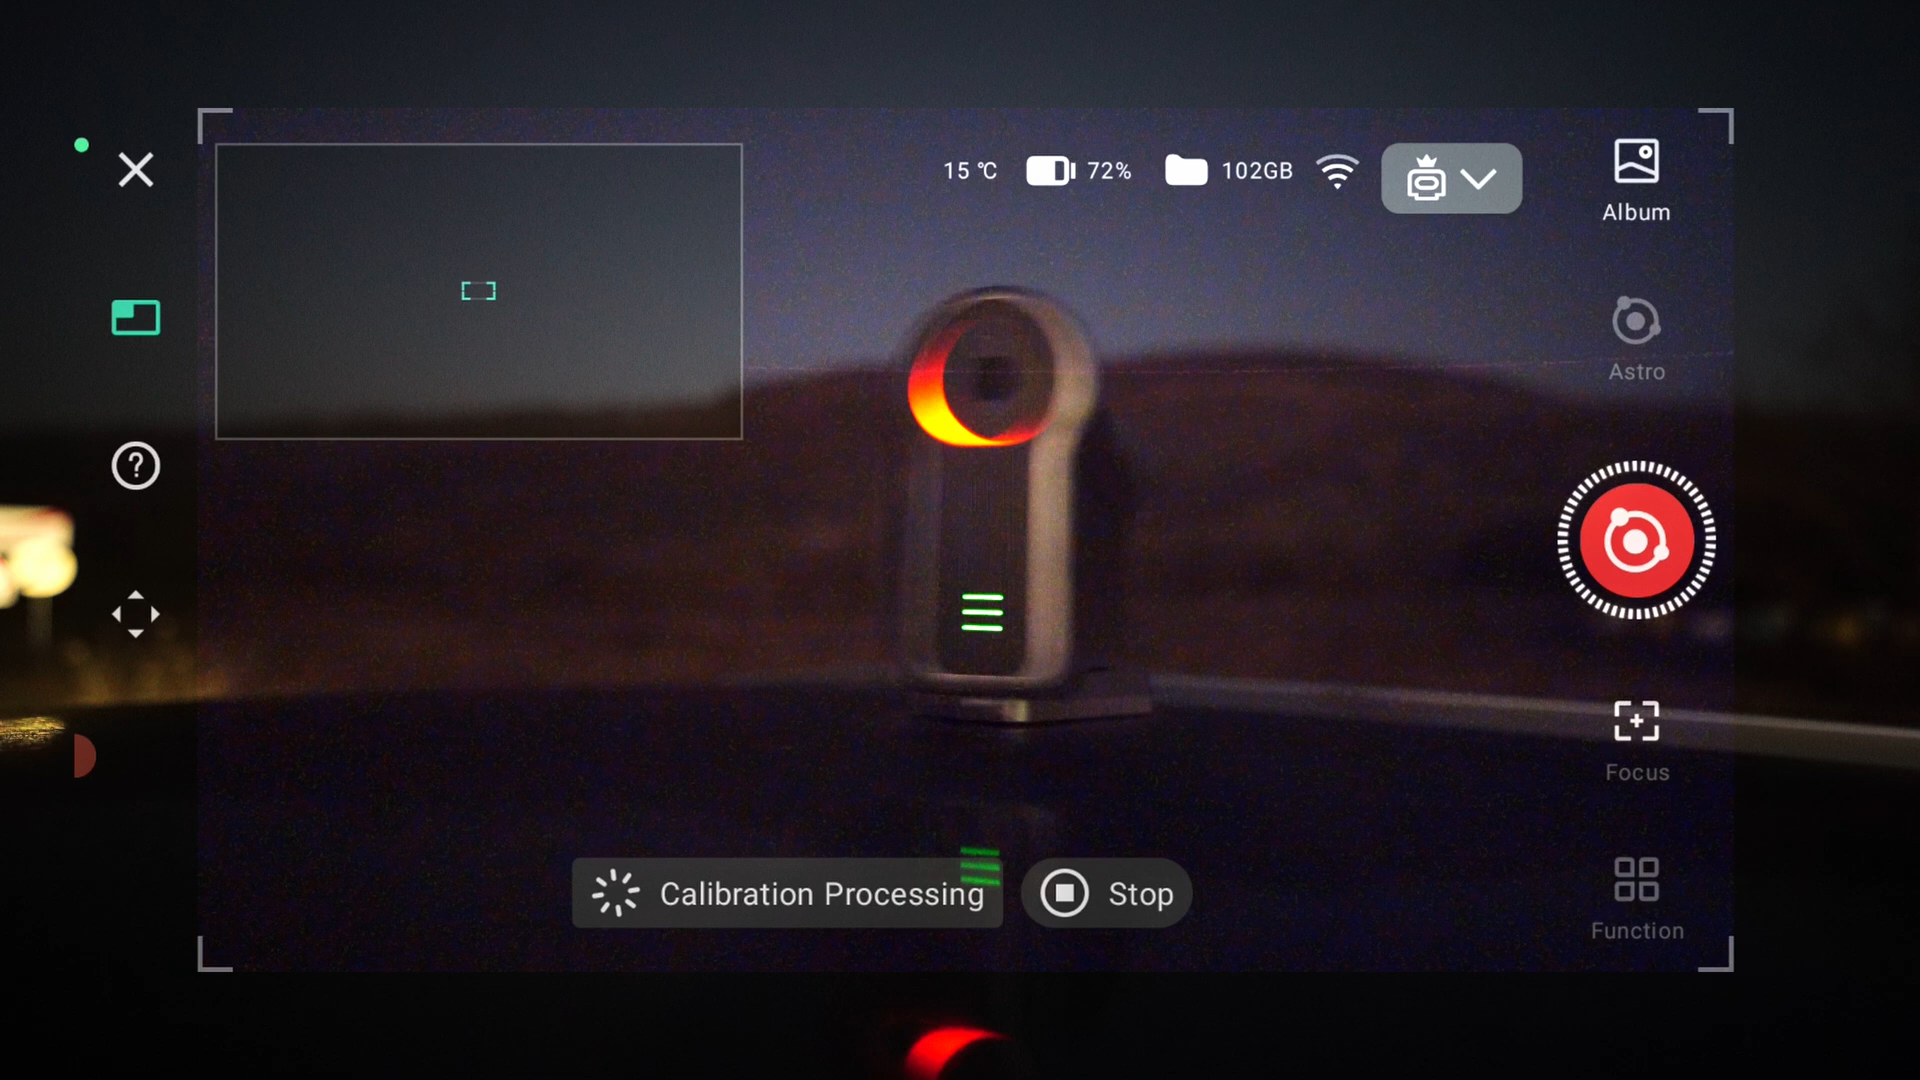 15 ℃ 72% 102GB
Album
Astro
Focus
Calibration Processing
Stop
Function